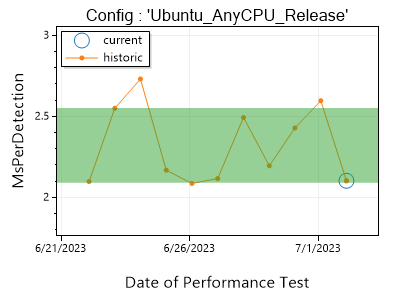 Config : 'Ubuntu_AnyCPU_Release'
current
historic
MsPerDetection
3
2.5
2
6/21/2023
6/26/2023
7/1/2023
Date of Performance Test